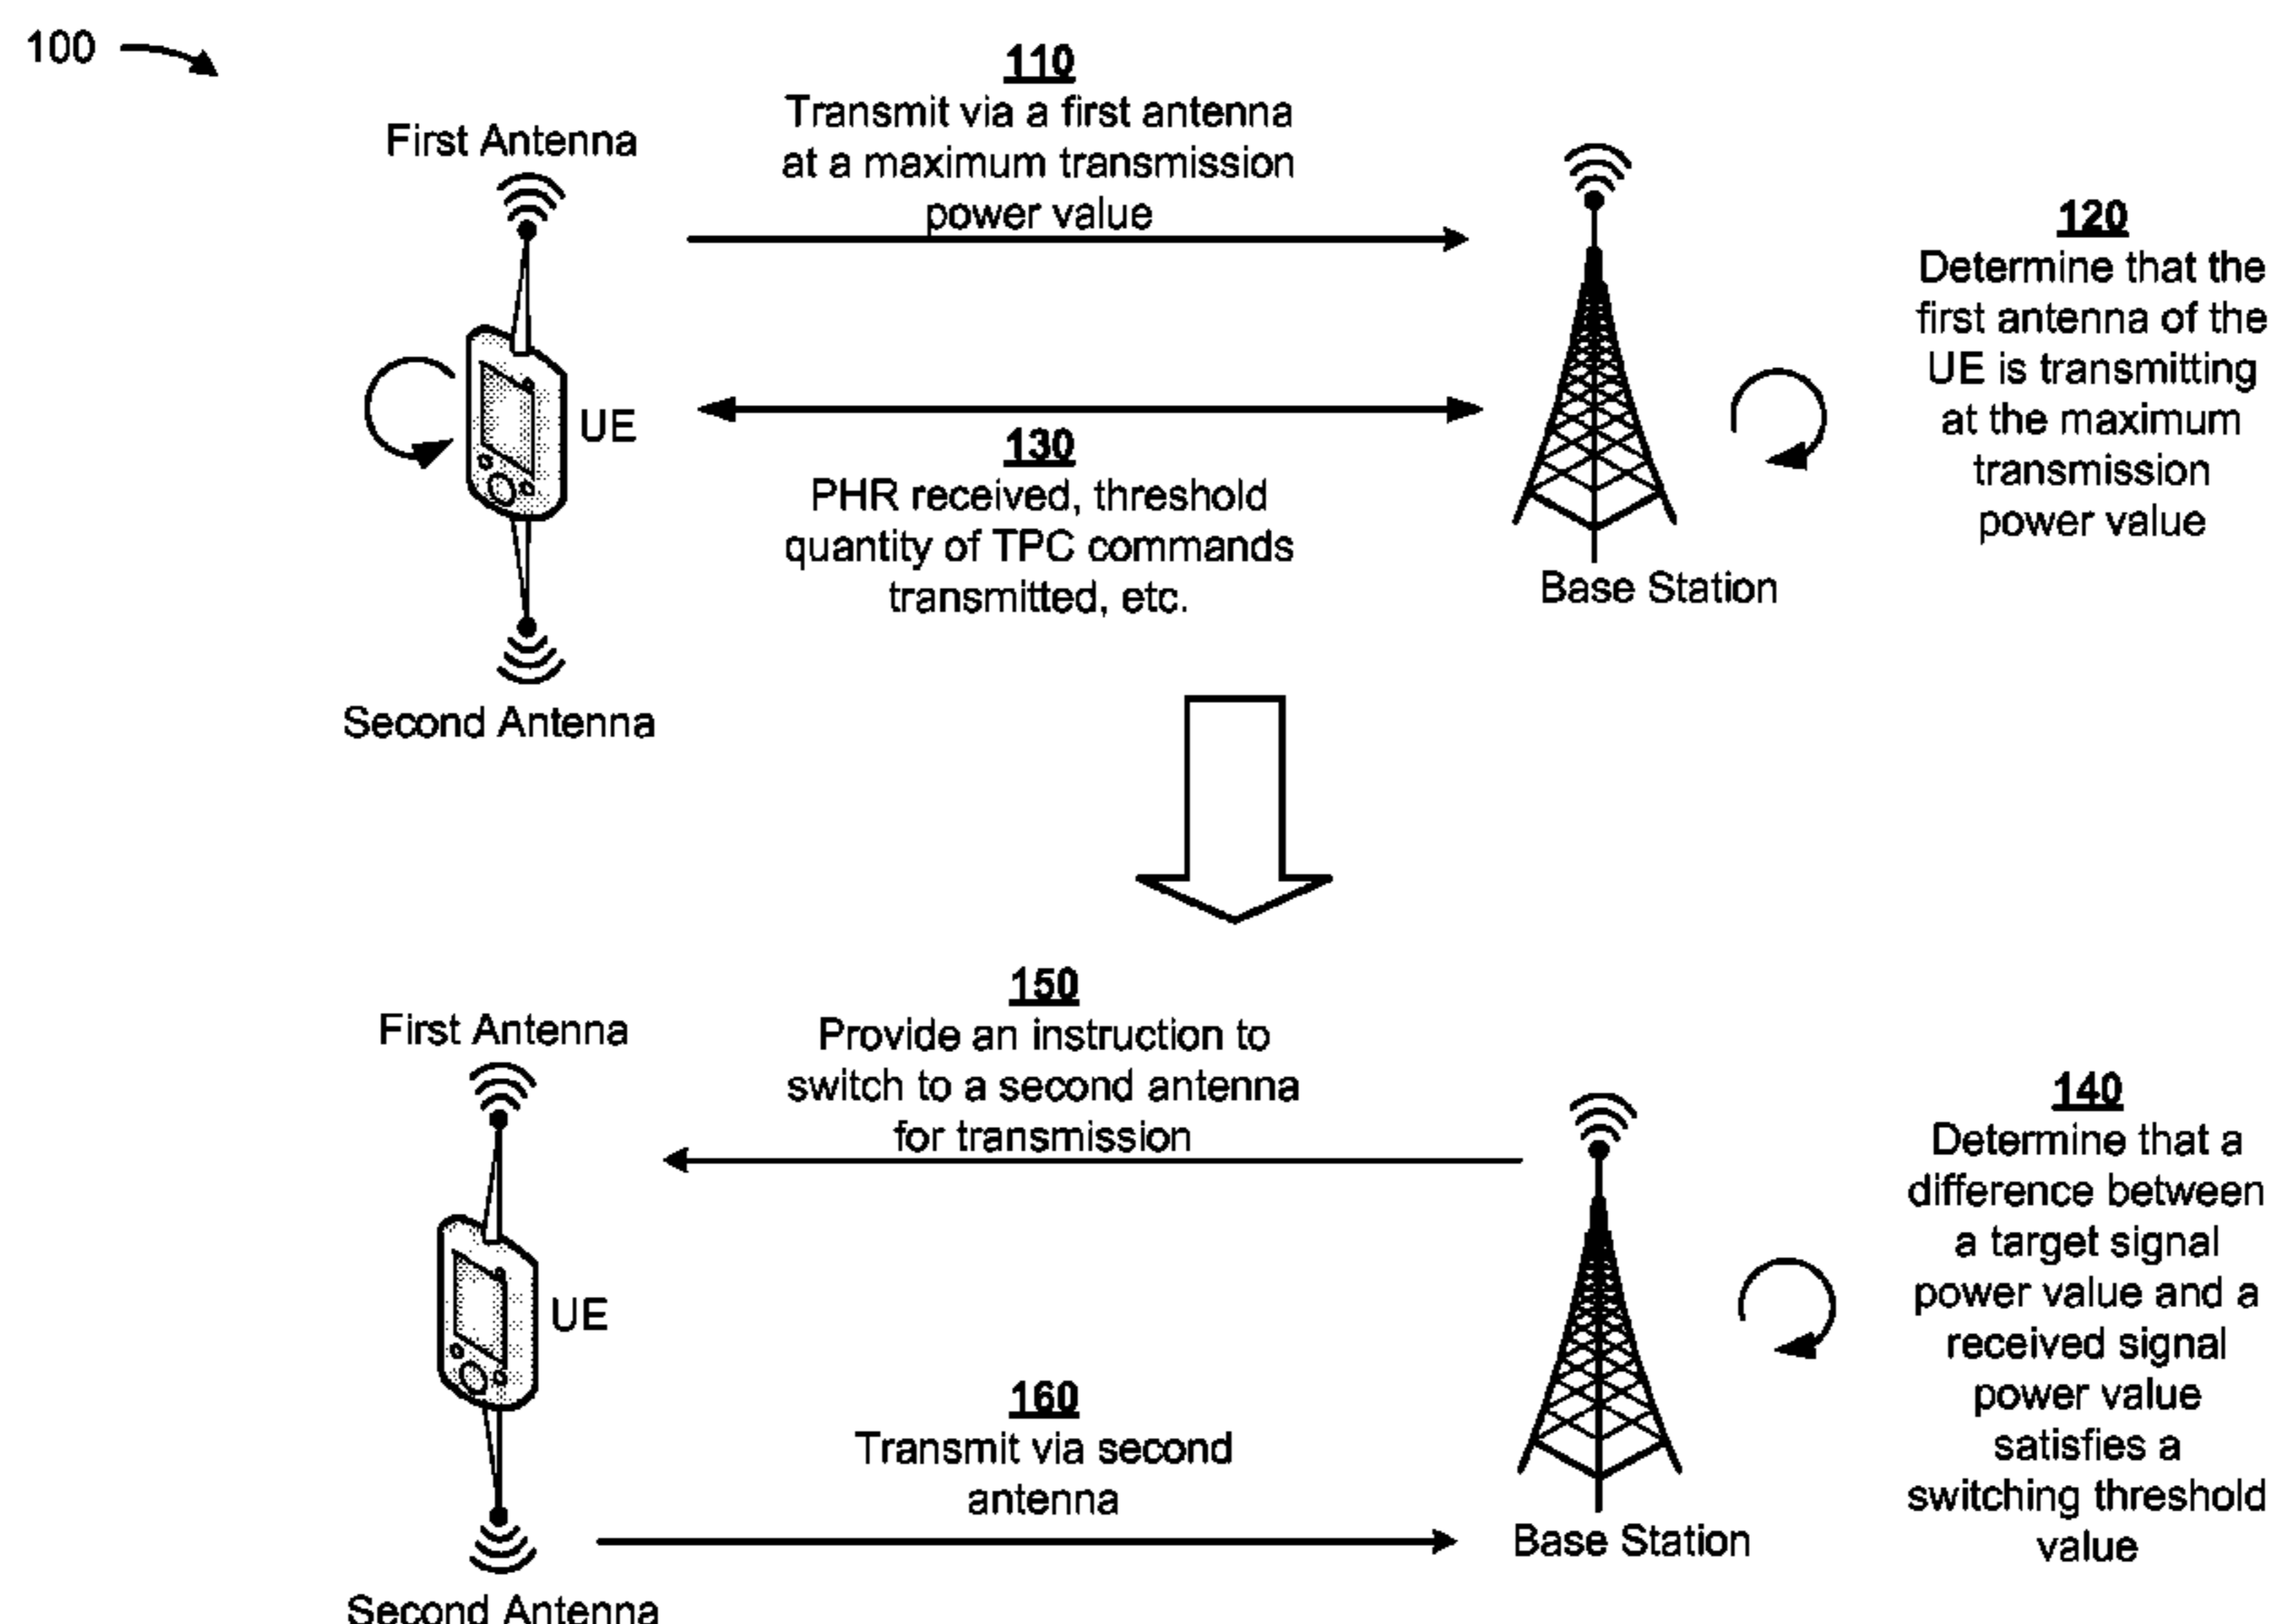 100
110
Transmit via a first antenna
at a maximum transmission
power value
First Antenna
120
Determine that the
first antenna of the
UE is transmitting
at the maximum
transmission
power value
UE
130
PHR received, threshold
quantity of TPC commands
transmitted, etc.
Base Station
Second Antenna
150
Provide an instruction to
switch to a second antenna
for transmission
First Antenna
140
Determine that a
difference between
a target signal
power value and a
received signal
power value
satisfies a
switching threshold
value
UE
160
Transmit via second
antenna
Base Station
Second Antenna